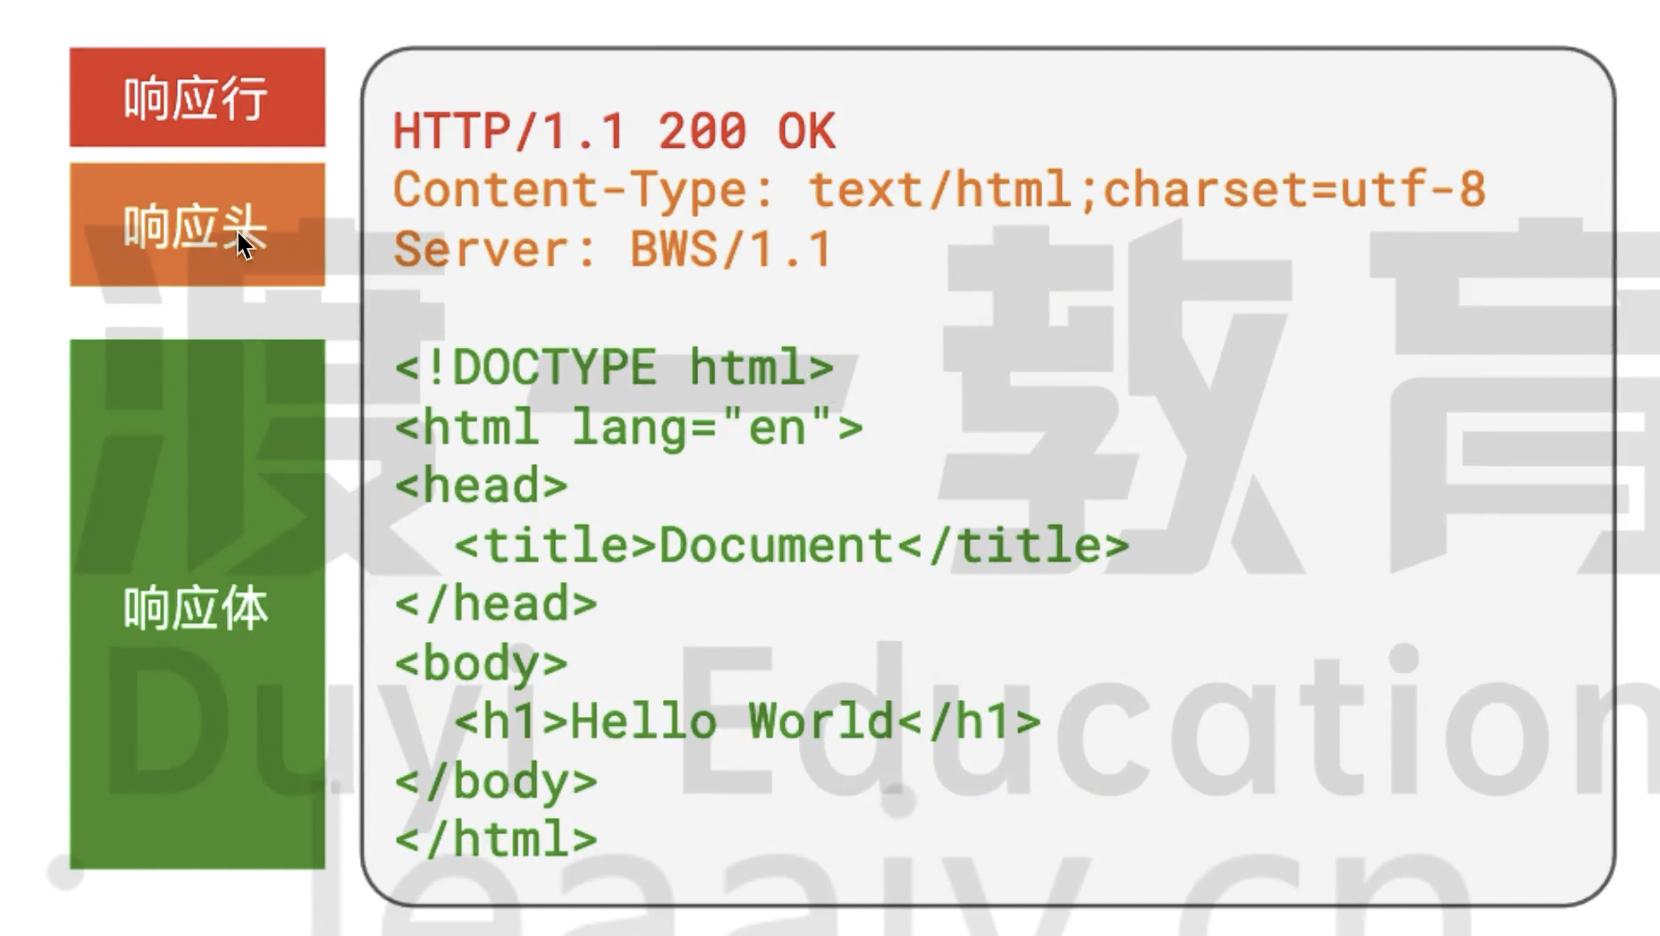 响应行
响应头
响应体
HTTP/1.1 200 OK
Content-Type: text/html;charset=utf-8
Server: BWS/1.1
<!DOCTYPE html>
<html lang="en">
<head>
<title>Document</title>
</head>
<body>
<h1>Hello World</h1>
</body>
</html>
渡一教育
Duyi Education